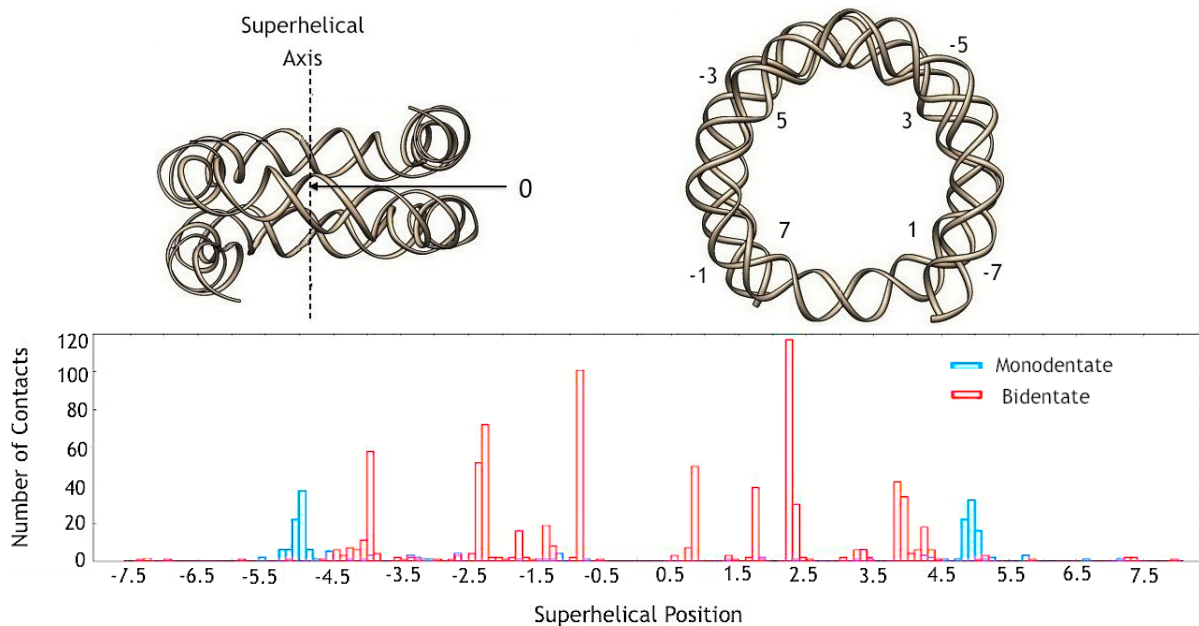 Superhelical
Axis
0
-5
-3
5
3
7
1
-1
-7
Number of Contacts
120
100
80
60
40
20
0
Monodentate
Bidentate
-7.5 -6.5 -5.5 -4.5 -3.5 -2.5 -1.5 -0.5 0.5 1.5 2.5 3.5 4.5 5.5 6.5 7.5
Superhelical Position